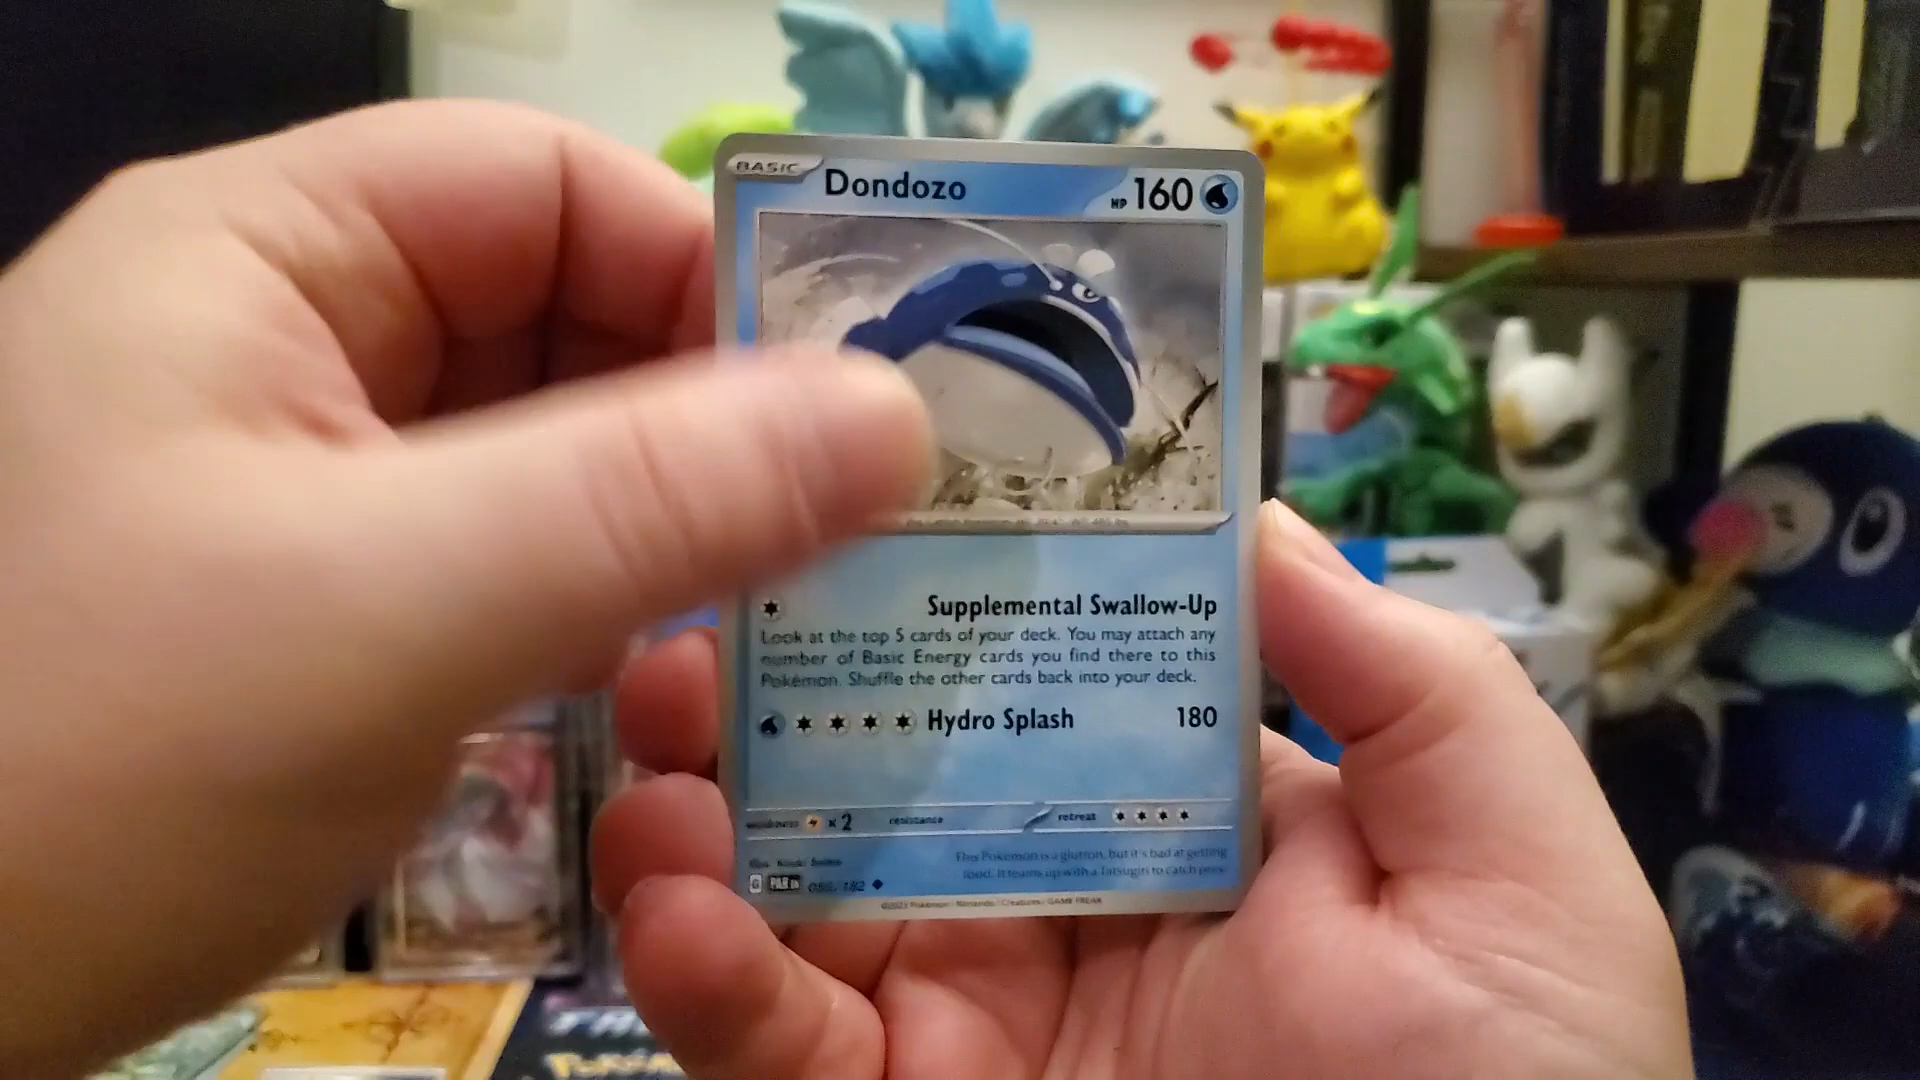 BASIC
Dondozo
HP 160
Supplemental Swallow-Up
Look at the top 5 cards of your deck. You may attach any
number of Basic Energy cards you find there to this
Pokémon. Shuffle the other cards back into your deck.
Hydro Splash 180
weakness ×2 resistance retreat
This Pokémon is a glutton, but it's bad at getting
food. It teams up with a Tatsugiri to catch prey.
G PAR EN
©2023 Pokémon / Nintendo / Creatures / GAME FREAK